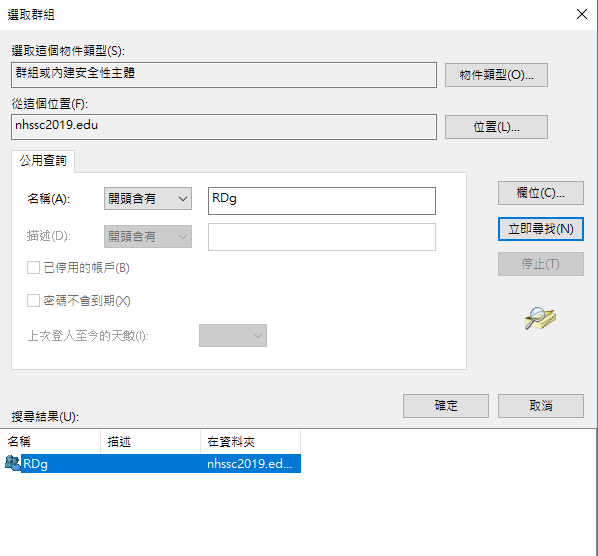 選取群組
選取這個物件類型(S):
群組或內建安全性主體
物件類型(O)...
從這個位置(F):
nhssc2019.edu
位置(L)...
公用查詢
名稱(A):
開頭含有
RDg
欄位(C)...
描述(D):
開頭含有
立即尋找(N)
已停用的帳戶(B)
停止(T)
密碼不會到期(X)
上次登入至今的天數(I):
確定
取消
搜尋結果(U):
名稱
描述
在資料夾
RDg
nhssc2019.ed...